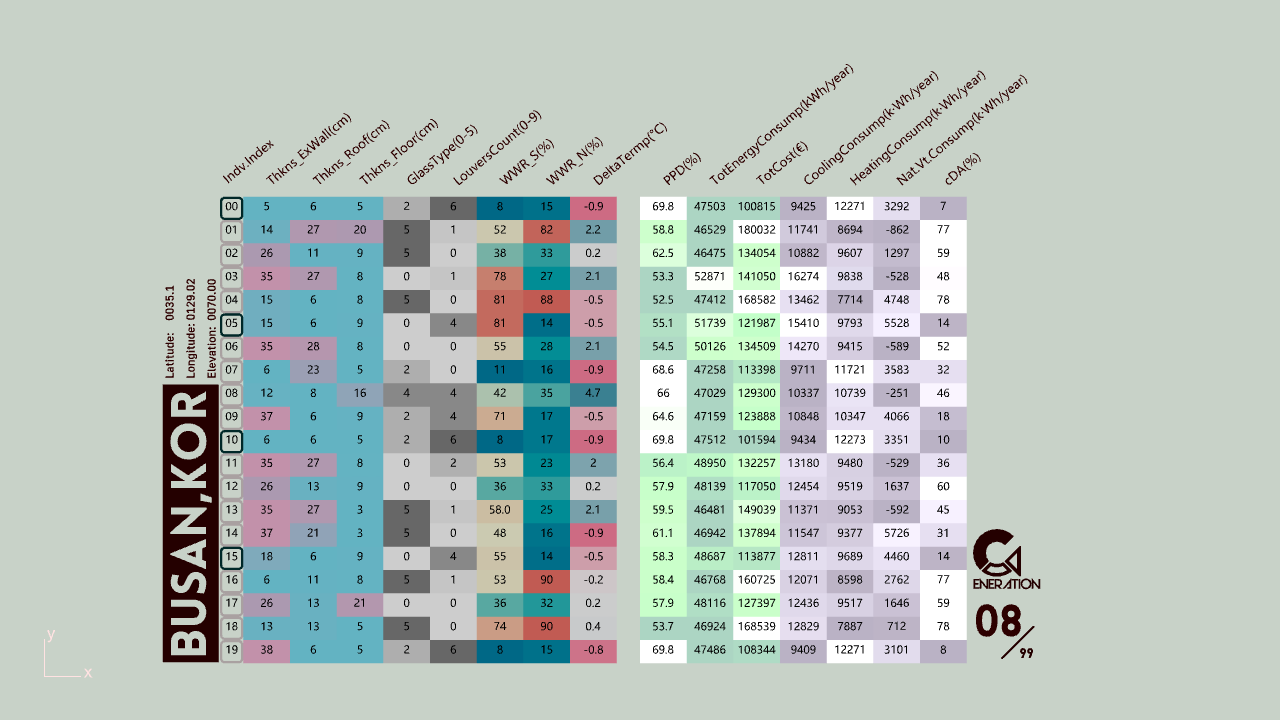 Indv.Index Thkns_ExWall(cm) Thkns_Roof(cm) Thkns_Floor(cm) GlassType(0-5) LouversCount(0-9) WWR_S(%) WWR_N(%) DeltaTermp(°C) PPD(%) TotEnergyConsump(kWh/year) TotCost(€) CoolingConsump(k·Wh/year) HeatingConsump(k·Wh/year) Nat.Vt.Consump(k·Wh/year) cDA(%)
00 5 6 5 2 6 8 15 -0.9 69.8 47503 100815 9425 12271 3292 7
01 14 27 20 5 1 52 82 2.2 58.8 46529 180032 11741 8694 -862 77
02 26 11 9 5 0 38 33 0.2 62.5 46475 134054 10882 9607 1297 59
03 35 27 8 0 1 78 27 2.1 53.3 52871 141050 16274 9838 -528 48
04 15 6 8 5 0 81 88 -0.5 52.5 47412 168582 13462 7714 4748 78
05 15 6 9 0 4 81 14 -0.5 55.1 51739 121987 15410 9793 5528 14
06 35 28 8 0 0 55 28 2.1 54.5 50126 134509 14270 9415 -589 52
07 6 23 5 2 0 11 16 -0.9 68.6 47258 113398 9711 11721 3583 32
08 12 8 16 4 4 42 35 4.7 66 47029 129300 10337 10739 -251 46
09 37 6 9 2 4 71 17 -0.5 64.6 47159 123888 10848 10347 4066 18
10 6 6 5 2 6 8 17 -0.9 69.8 47512 101594 9434 12273 3351 10
11 35 27 8 0 2 53 23 2 56.4 48950 132257 13180 9480 -529 36
12 26 13 9 0 0 36 33 0.2 57.9 48139 117050 12454 9519 1637 60
13 35 27 3 5 1 58.0 25 2.1 59.5 46481 149039 11371 9053 -592 45
14 37 21 3 5 0 48 16 -0.9 61.1 46942 137894 11547 9377 5726 31
15 18 6 9 0 4 55 14 -0.5 58.3 48687 113877 12811 9689 4460 14
16 6 11 8 5 1 53 90 -0.2 58.4 46768 160725 12071 8598 2762 77
17 26 13 21 0 0 36 32 0.2 57.9 48116 127397 12436 9517 1646 59
18 13 13 5 5 0 74 90 0.4 53.7 46924 168539 12829 7887 712 78
19 38 6 5 2 6 8 15 -0.8 69.8 47486 108344 9409 12271 3101 8
Latitude: 0035.1
Longitude: 0129.02
Elevation: 0070.00
BUSAN,KOR
ENERATION
08/99
y
x